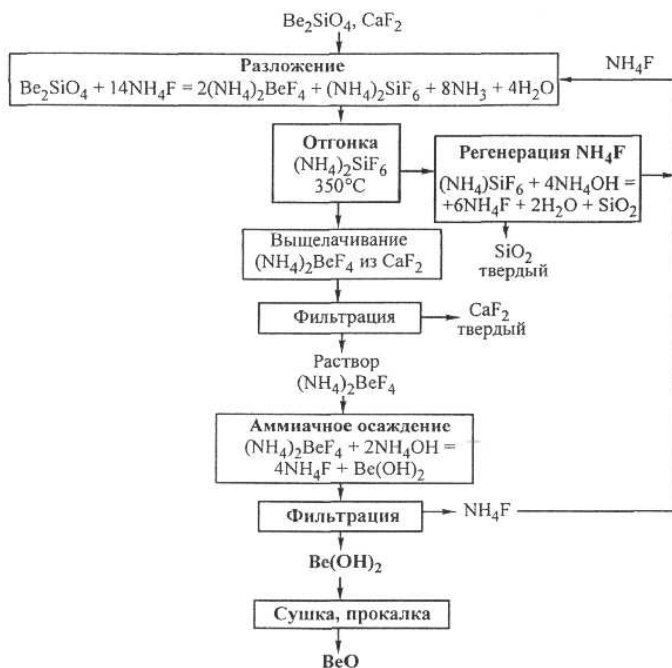 Be₂SiO₄, CaF₂
Разложение
Be₂SiO₄ + 14NH₄F = 2(NH₄)₂BeF₄ + (NH₄)₂SiF₆ + 8NH₃ + 4H₂O
NH₄F
Отгонка
(NH₄)₂SiF₆
350°C
Регенерация NH₄F
(NH₄)SiF₆ + 4NH₄OH =
+6NH₄F + 2H₂O + SiO₂
SiO₂
твердый
Выщелачивание
(NH₄)₂BeF₄ из CaF₂
Фильтрация
CaF₂
твердый
Раствор
(NH₄)₂BeF₄
Аммиачное осаждение
(NH₄)₂BeF₄ + 2NH₄OH =
4NH₄F + Be(OH)₂
Фильтрация
NH₄F
Be(OH)₂
Сушка, прокалка
BeO